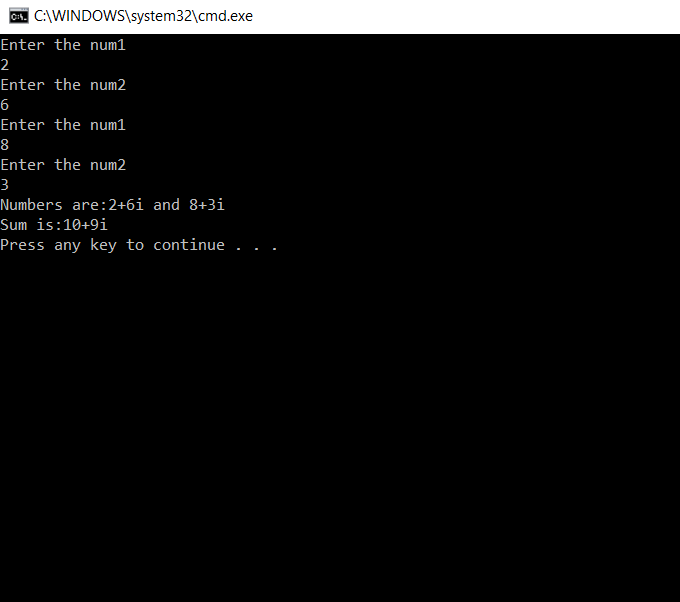 C:\WINDOWS\system32\cmd.exe
Enter the num1
2
Enter the num2
6
Enter the num1
8
Enter the num2
3
Numbers are:2+6i and 8+3i
Sum is:10+9i
Press any key to continue . . .